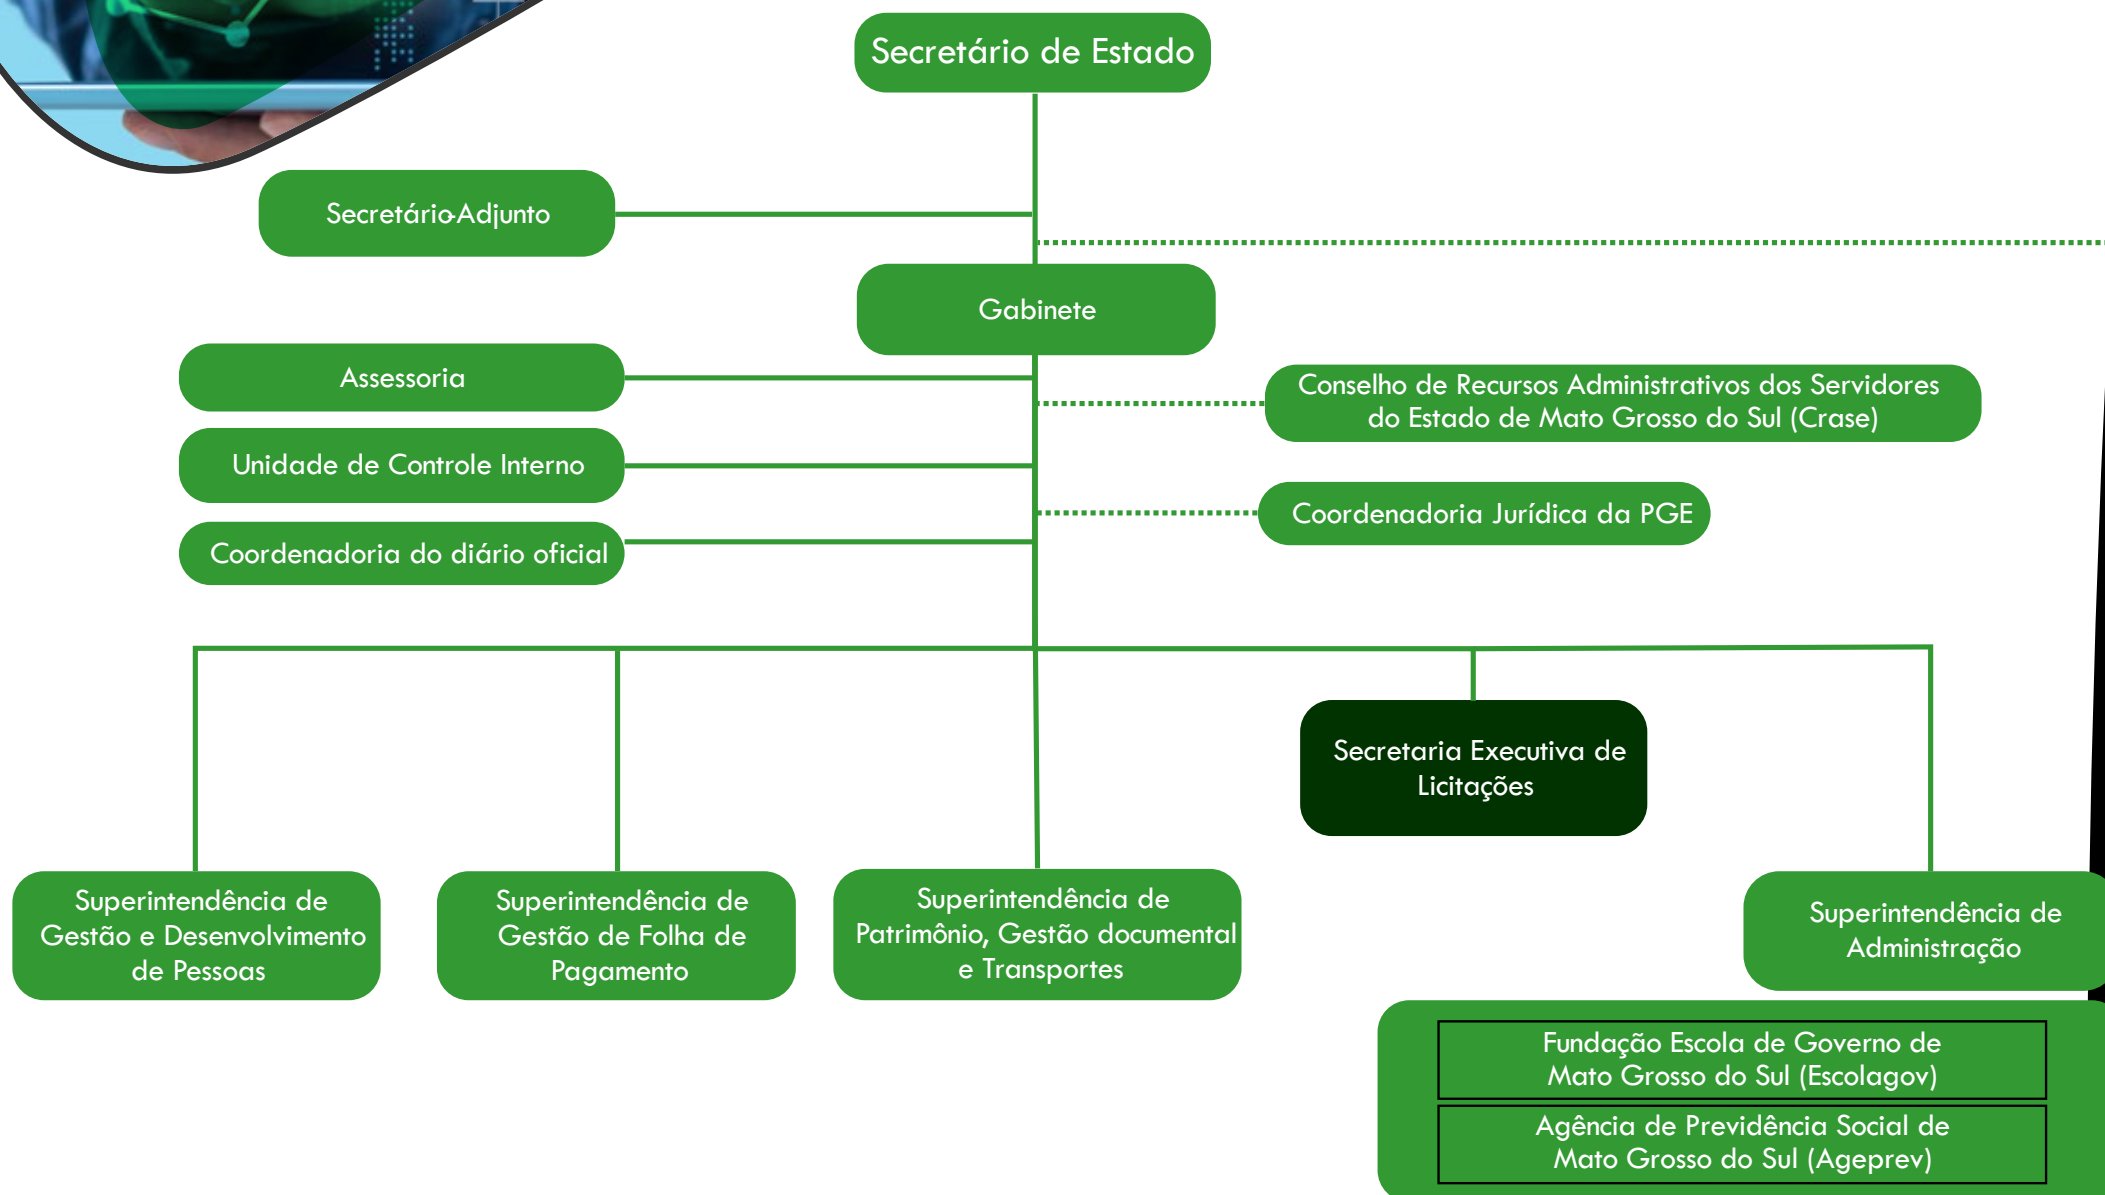 Secretário de Estado
Secretário-Adjunto
Gabinete
Assessoria
Conselho de Recursos Administrativos dos Servidores
do Estado de Mato Grosso do Sul (Crase)
Unidade de Controle Interno
Coordenadoria Jurídica da PGE
Coordenadoria do diário oficial
Secretaria Executiva de
Licitações
Superintendência de
Gestão e Desenvolvimento
de Pessoas
Superintendência de
Gestão de Folha de
Pagamento
Superintendência de
Patrimônio, Gestão documental
e Transportes
Superintendência de
Administração
Fundação Escola de Governo de
Mato Grosso do Sul (Escolagov)
Agência de Previdência Social de
Mato Grosso do Sul (Ageprev)